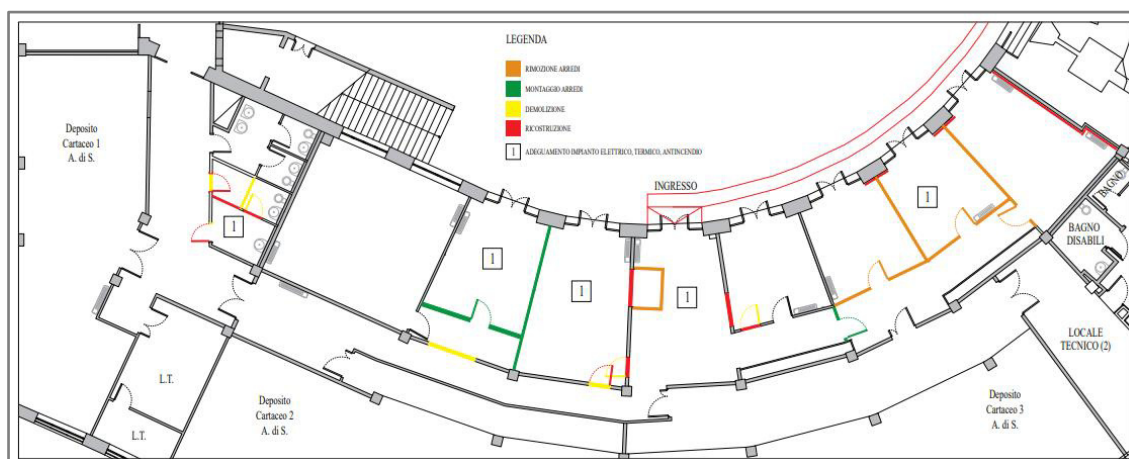 LEGENDA
RIMOZIONE ARREDI
MONTAGGIO ARREDI
DEMOLIZIONE
RICOSTRUZIONE
1 ADEGUAMENTO IMPIANTO ELETTRICO, TERMICO, ANTINCENDIO
Deposito
Cartaceo 1
A. di S.
INGRESSO
BAGNO
BAGNO
DISABILI
1
1
1
1
1
LOCALE
TECNICO (2)
L.T.
Deposito
Cartaceo 2
A. di S.
Deposito
Cartaceo 3
A. di S.
L.T.